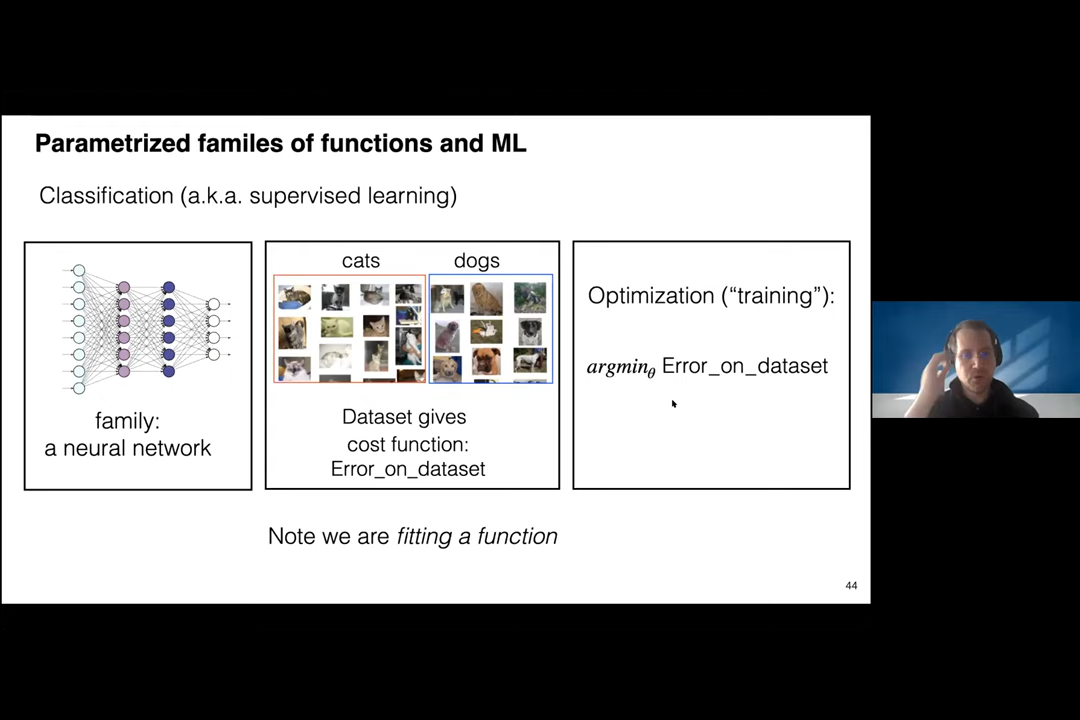 Parametrized familes of functions and ML
Classification (a.k.a. supervised learning)
family:
a neural network
cats dogs
Dataset gives
cost function:
Error_on_dataset
Optimization (“training”):
argminθ Error_on_dataset
Note we are fitting a function
44